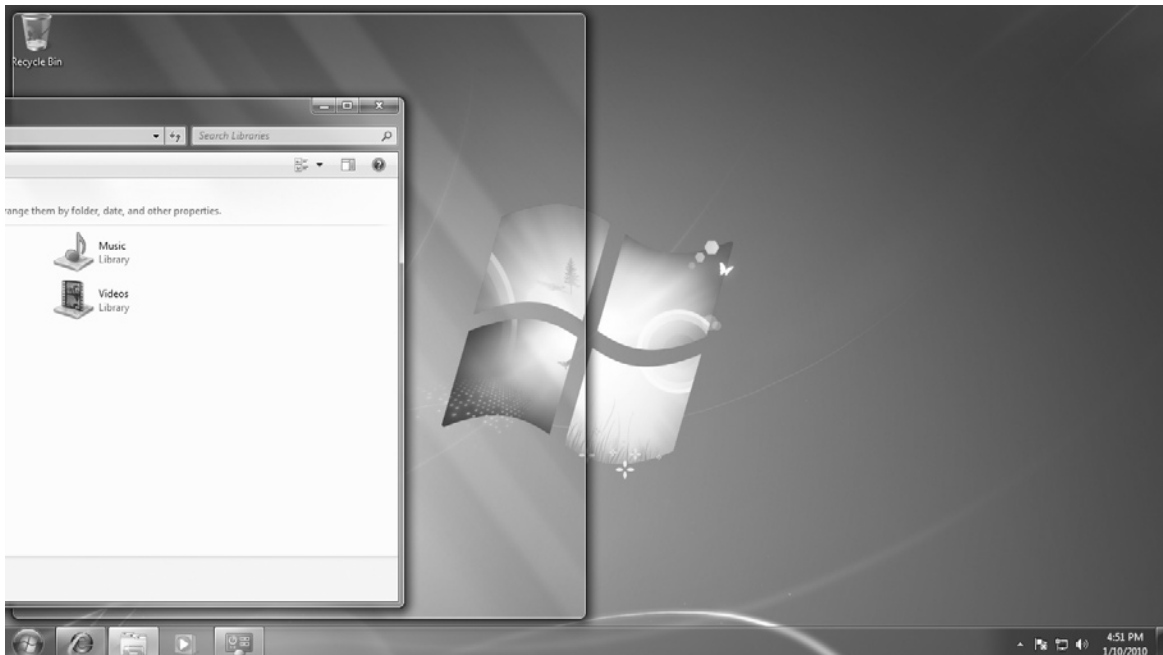 Recycle Bin
Search Libraries
range them by folder, date, and other properties.
Music
Library
Videos
Library
4:51 PM
1/10/2010